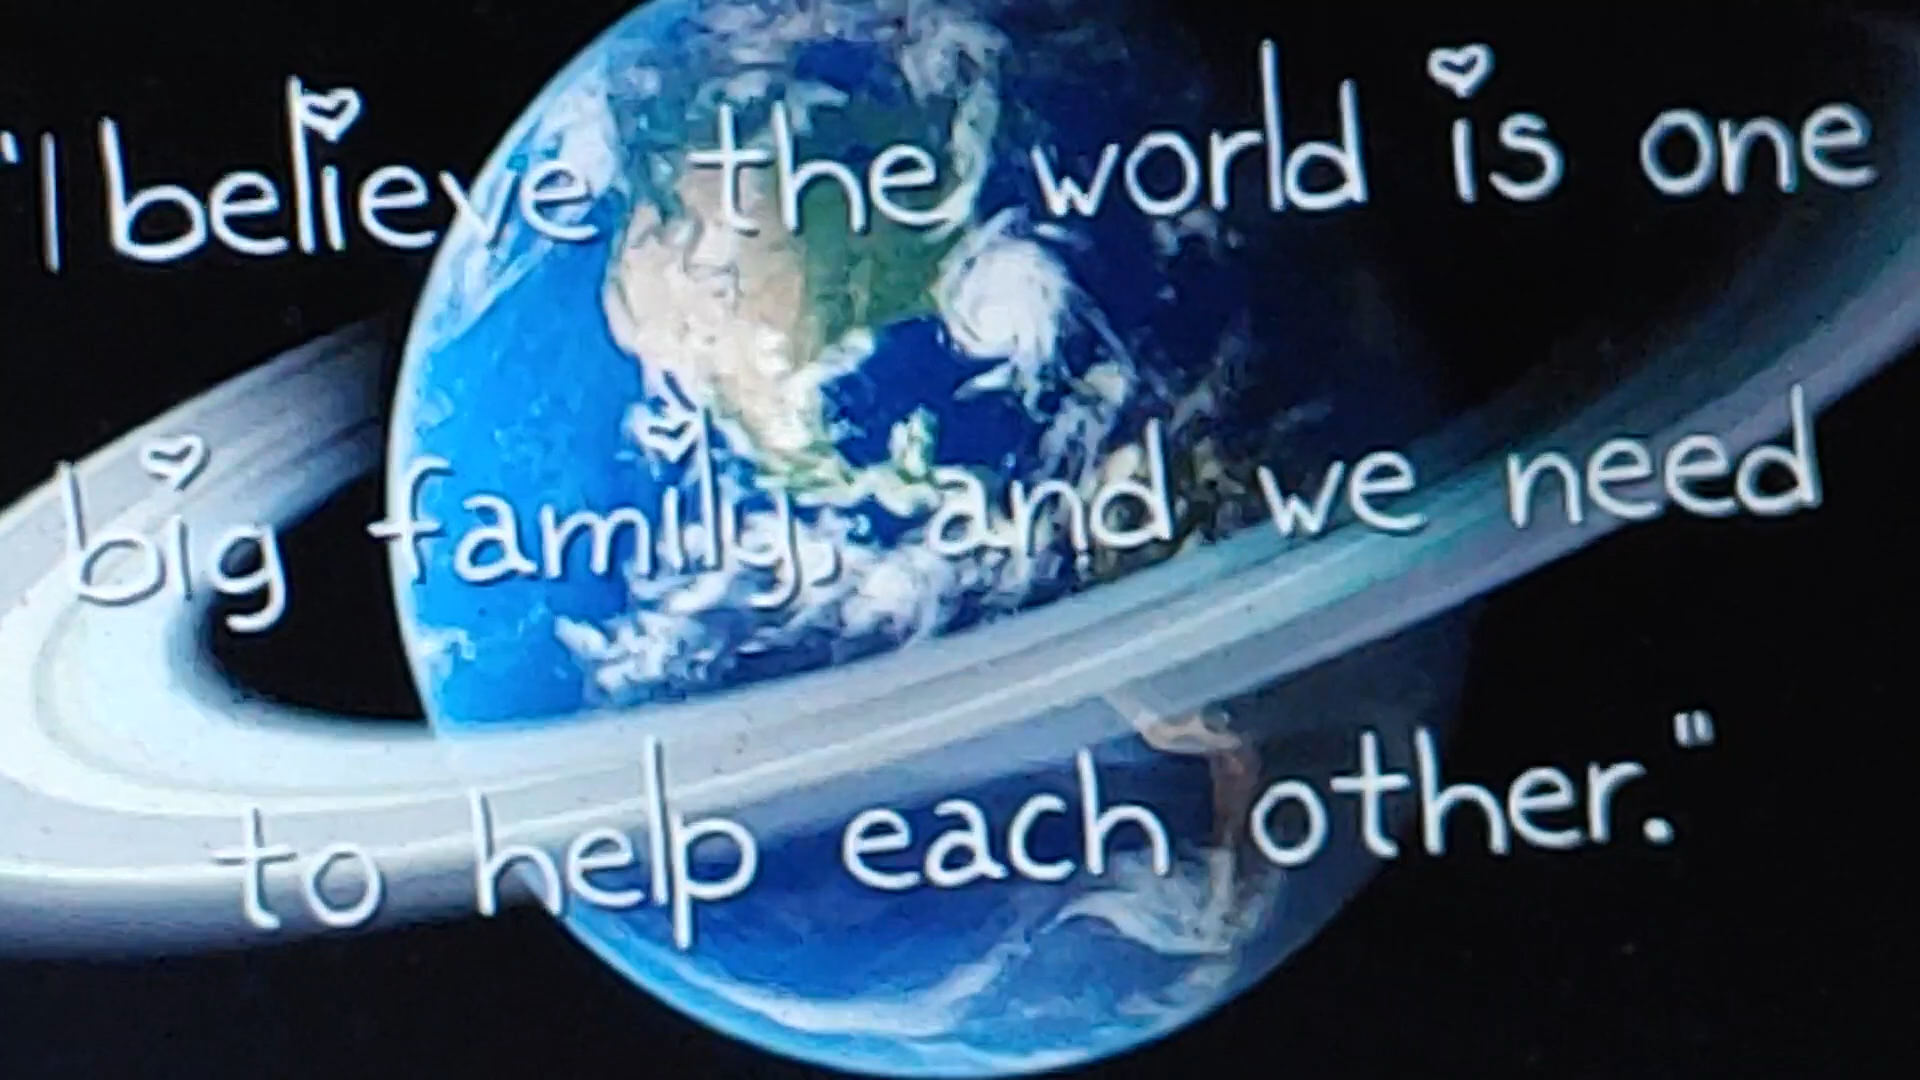 "I believe the world is one
big family, and we need
to help each other."